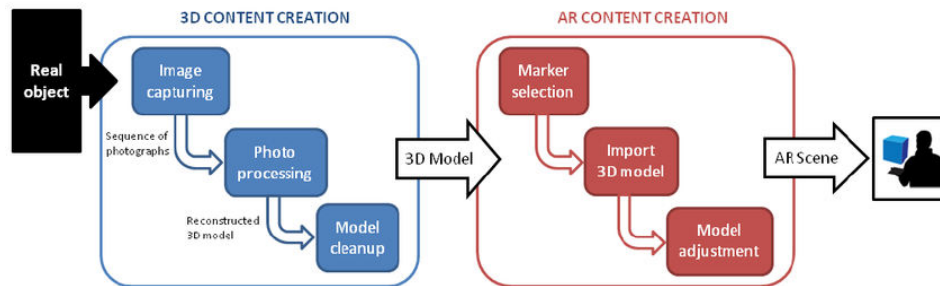 3D CONTENT CREATION
AR CONTENT CREATION
Real
object
Image
capturing
Sequence of
photographs
Photo
processing
Reconstructed
3D model
Model
cleanup
3D Model
Marker
selection
Import
3D model
Model
adjustment
AR Scene